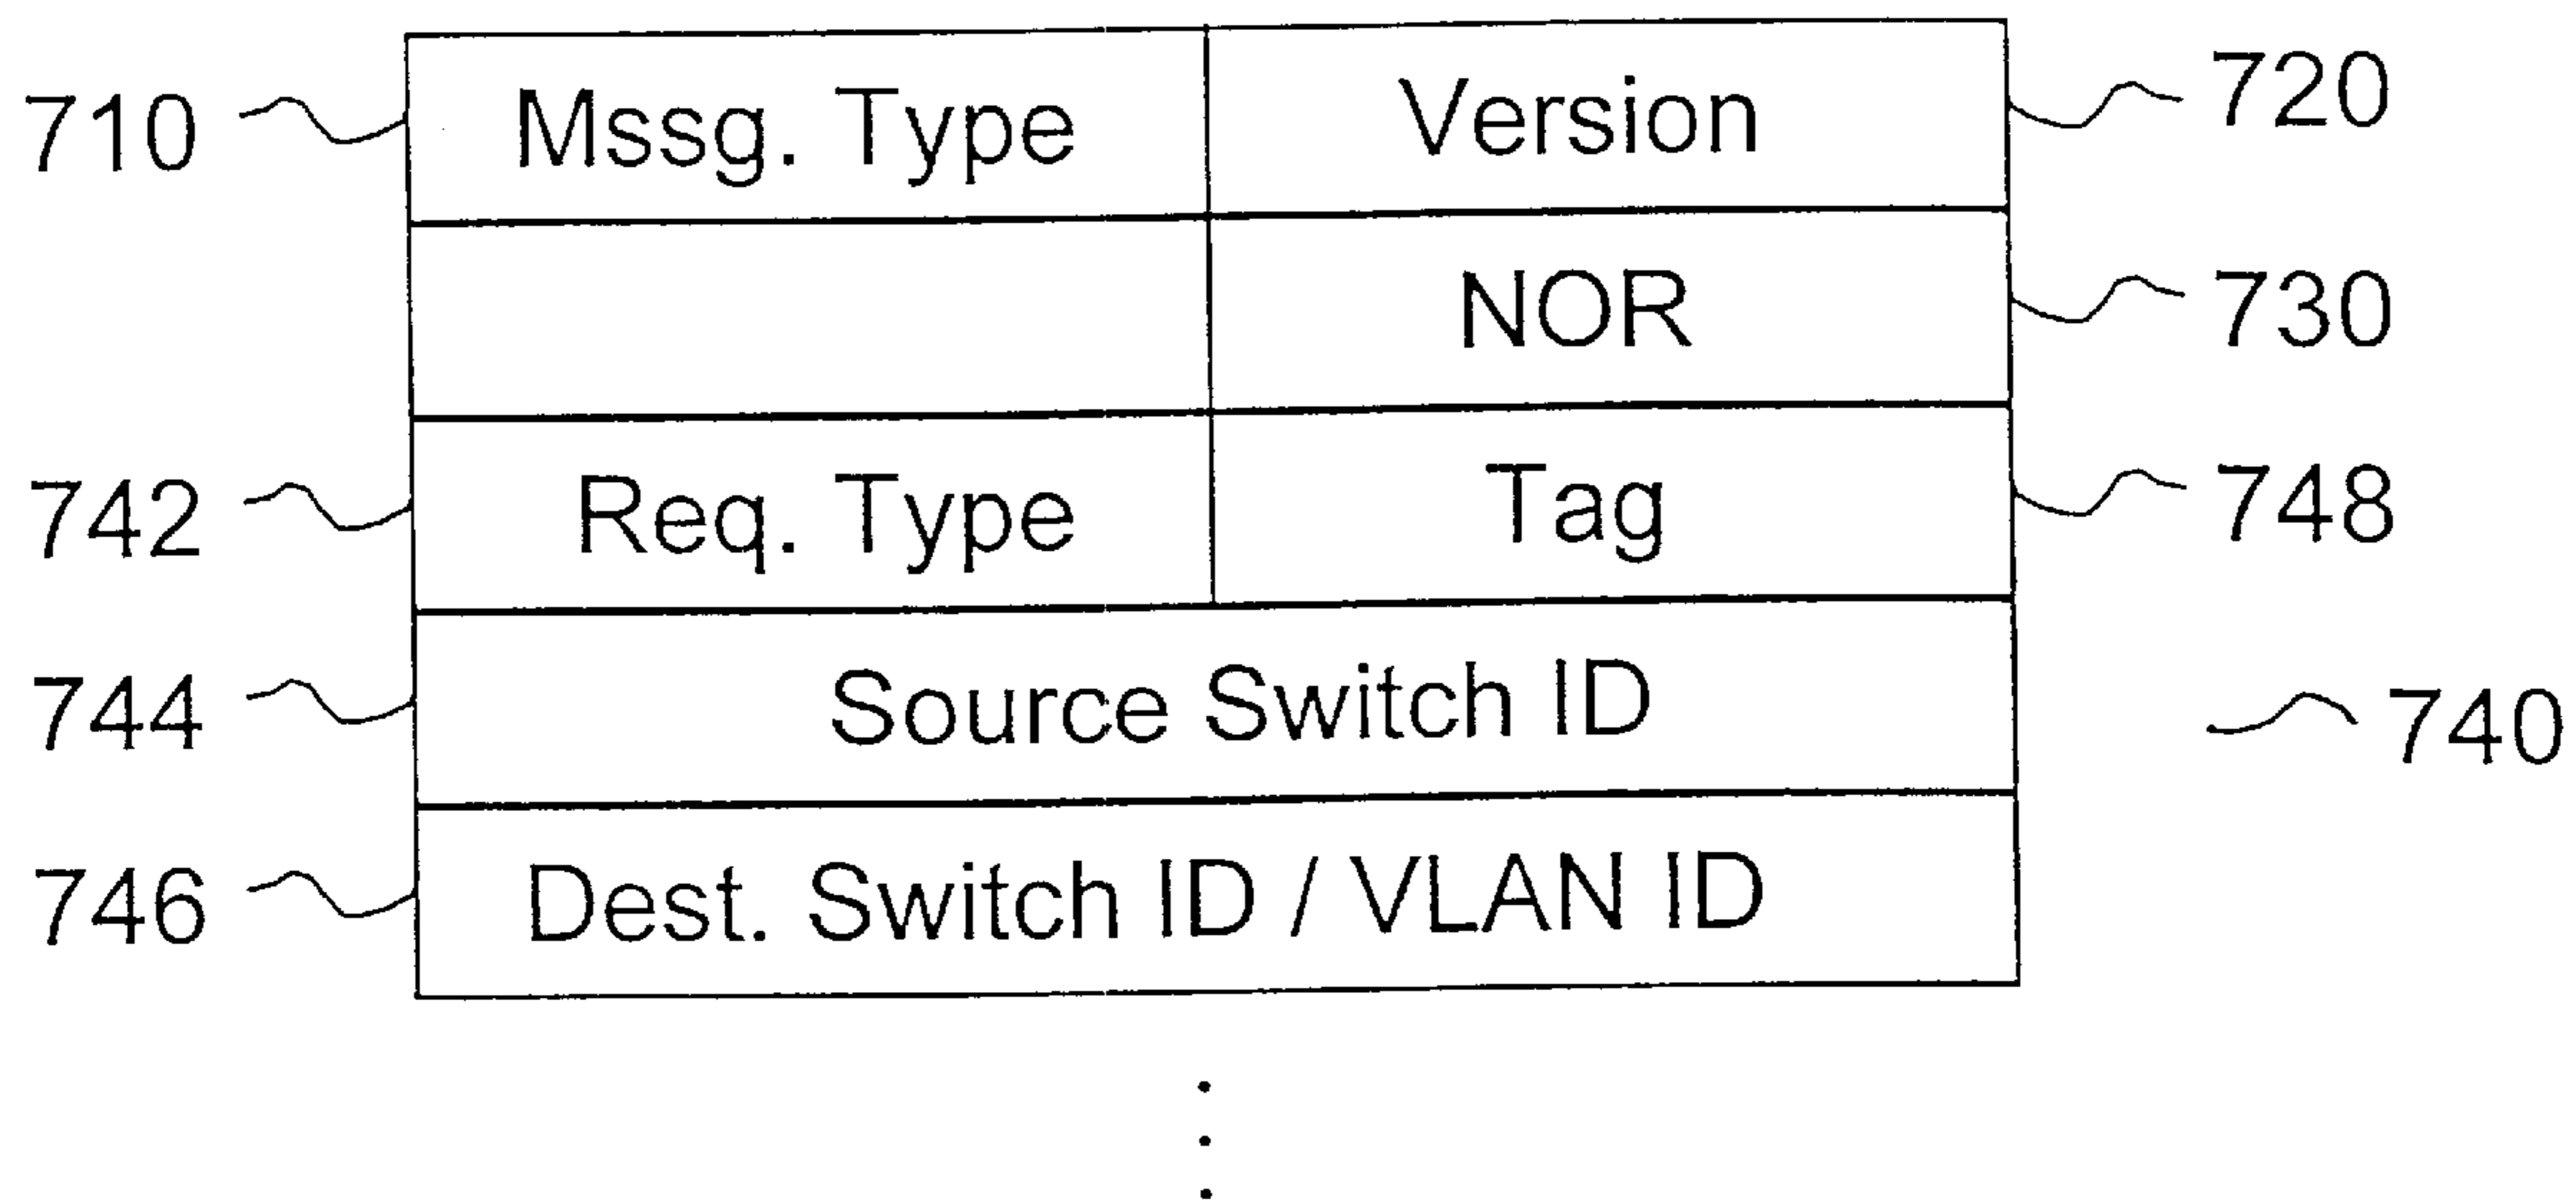 710 Mssg. Type Version 720
NOR 730
742 Req. Type Tag 748
744 Source Switch ID 740
746 Dest. Switch ID / VLAN ID